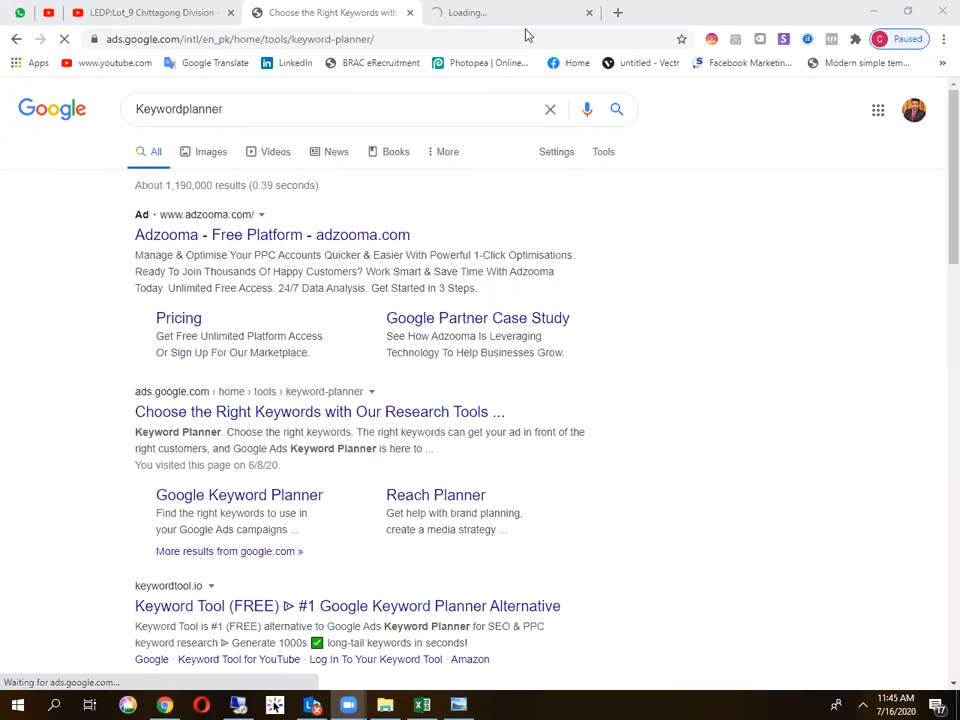 LEDP:Lot_9 Chittagong Division
Choose the Right Keywords with
Loading...
ads.google.com/intl/en_pk/home/tools/keyword-planner/
C Paused
Apps
www.youtube.com
Google Translate
LinkedIn
BRAC eRecruitment
Photopea | Online...
Home
untitled - Vectr
Facebook Marketin...
Modern simple tem...
Google
Keywordplanner
All
Images
Videos
News
Books
More
Settings
Tools
About 1,190,000 results (0.39 seconds)
Ad · www.adzooma.com/
Adzooma - Free Platform - adzooma.com
Manage & Optimise Your PPC Accounts Quicker & Easier With Powerful 1-Click Optimisations.
Ready To Join Thousands Of Happy Customers? Work Smart & Save Time With Adzooma
Today. Unlimited Free Access. 24/7 Data Analysis. Get Started in 3 Steps.
Pricing
Get Free Unlimited Platform Access
Or Sign Up For Our Marketplace.
Google Partner Case Study
See How Adzooma Is Leveraging
Technology To Help Businesses Grow.
ads.google.com › home › tools › keyword-planner
Choose the Right Keywords with Our Research Tools ...
Keyword Planner. Choose the right keywords. The right keywords can get your ad in front of the
right customers, and Google Ads Keyword Planner is here to ...
You visited this page on 6/8/20.
Google Keyword Planner
Find the right keywords to use in
your Google Ads campaigns ...
Reach Planner
Get help with brand planning,
create a media strategy ...
More results from google.com »
keywordtool.io
Keyword Tool (FREE) ᐉ #1 Google Keyword Planner Alternative
Keyword Tool is #1 (FREE) alternative to Google Ads Keyword Planner for SEO & PPC
keyword research ᐉ Generate 1000s ✅ long-tail keywords in seconds!
Google · Keyword Tool for YouTube · Log In To Your Keyword Tool · Amazon
Waiting for ads.google.com...
11:45 AM
7/16/2020
17